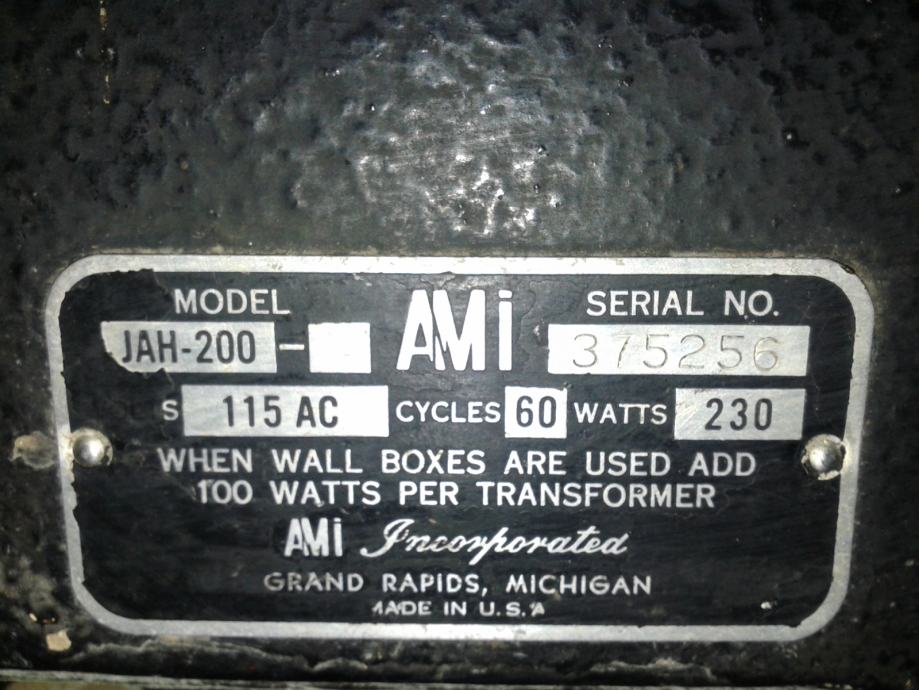 MODEL AMi SERIAL NO.
JAH-200 - 375256
S 115 AC CYCLES 60 WATTS 230
WHEN WALL BOXES ARE USED ADD
100 WATTS PER TRANSFORMER
AMi Incorporated
GRAND RAPIDS, MICHIGAN
MADE IN U.S.A